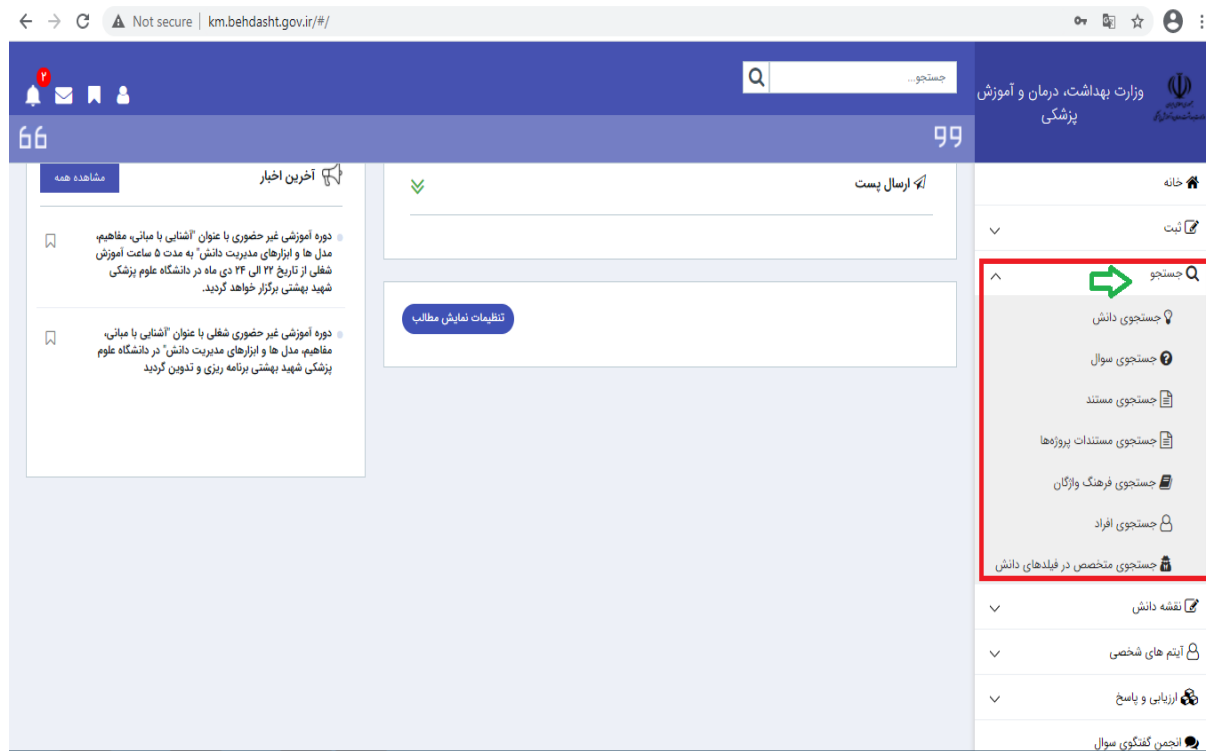 Not secure | km.behdasht.gov.ir/#/
وزارت بهداشت، درمان و آموزش
پزشکی
جستجو...
۲
خانه
ثبت
جستجو
جستجوی دانش
جستجوی سوال
جستجوی مستند
جستجوی مستندات پروژه‌ها
جستجوی فرهنگ واژگان
جستجوی افراد
جستجوی متخصص در فیلدهای دانش
نقشه دانش
آیتم های شخصی
ارزیابی و پاسخ
انجمن گفتگوی سوال
ارسال پست
تنظیمات نمایش مطالب
آخرین اخبار
مشاهده همه
دوره آموزشی غیر حضوری با عنوان "آشنایی با مبانی، مفاهیم،
مدل ها و ابزارهای مدیریت دانش" به مدت ۵ ساعت آموزش
شغلی از تاریخ ۲۲ الی ۲۴ دی ماه در دانشگاه علوم پزشکی
شهید بهشتی برگزار خواهد گردید.
دوره آموزشی غیر حضوری شغلی با عنوان "آشنایی با مبانی،
مفاهیم، مدل ها و ابزارهای مدیریت دانش" در دانشگاه علوم
پزشکی شهید بهشتی برنامه ریزی و تدوین گردید